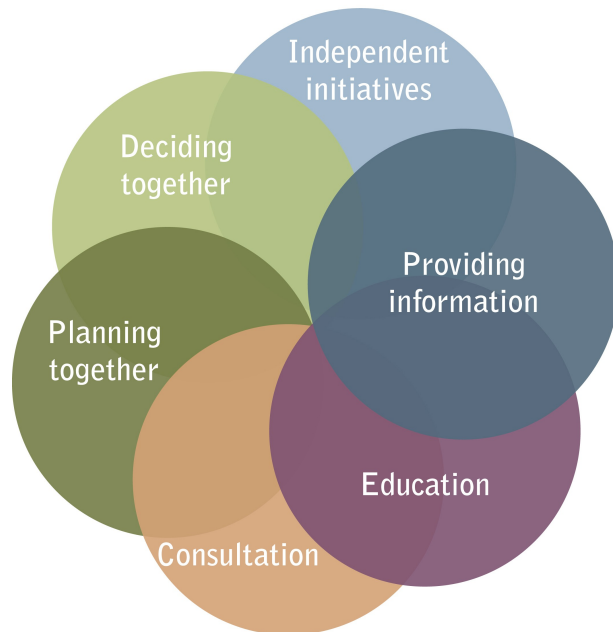 Independent
initiatives
Deciding
together
Providing
information
Planning
together
Education
Consultation